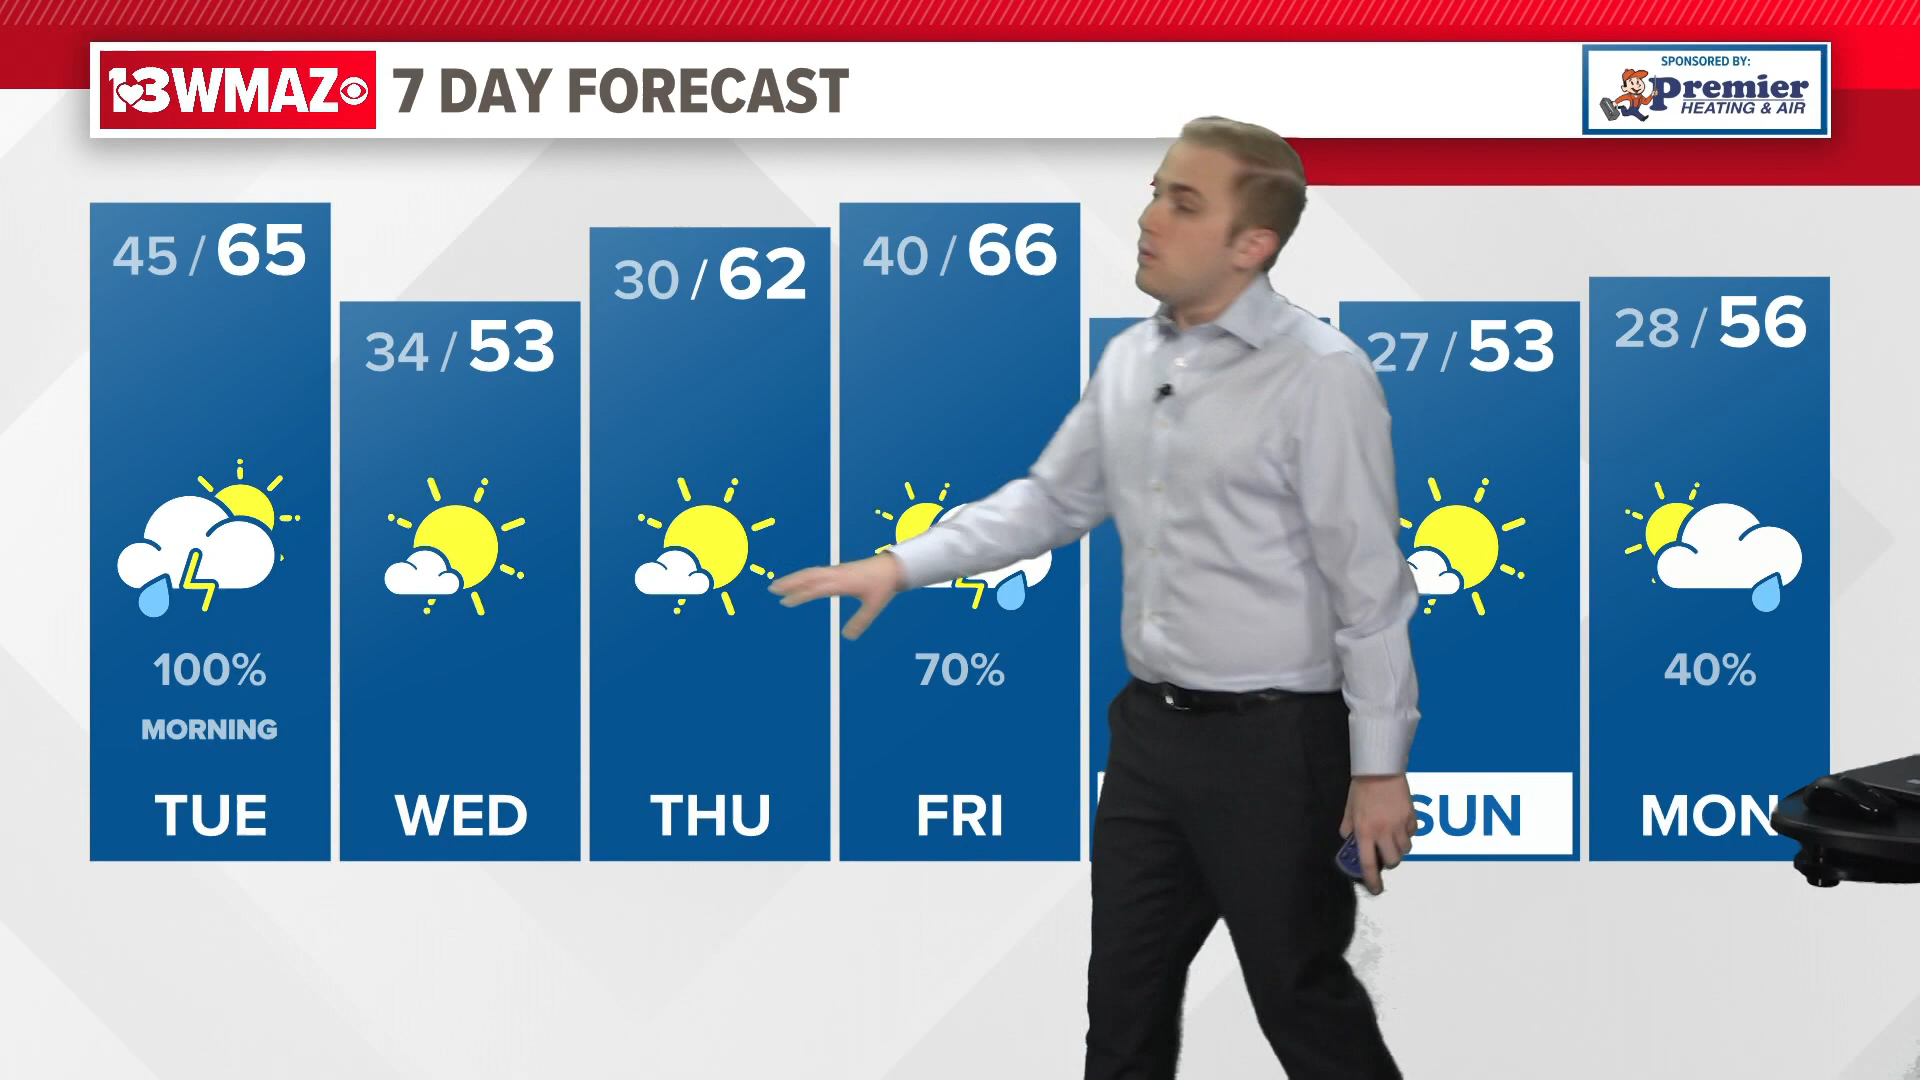 13WMAZ 7 DAY FORECAST
SPONSORED BY:
Premier
HEATING & AIR
45 / 65
100%
MORNING
TUE
34 / 53
WED
30 / 62
THU
40 / 66
70%
FRI
27 / 53
SUN
28 / 56
40%
MON